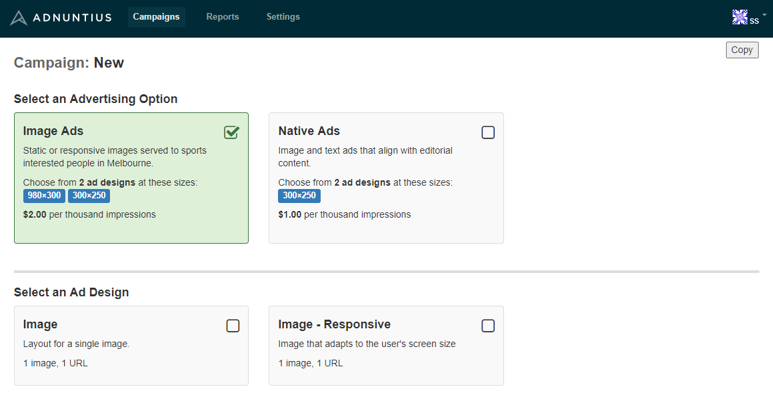 ADNUNTIUS Campaigns Reports Settings ss
Copy
Campaign: New
Select an Advertising Option
Image Ads
Static or responsive images served to sports
interested people in Melbourne.
Choose from 2 ad designs at these sizes:
980×300 300×250
$2.00 per thousand impressions
Native Ads
Image and text ads that align with editorial
content.
Choose from 2 ad designs at these sizes:
300×250
$1.00 per thousand impressions
Select an Ad Design
Image
Layout for a single image.
1 image, 1 URL
Image - Responsive
Image that adapts to the user's screen size
1 image, 1 URL